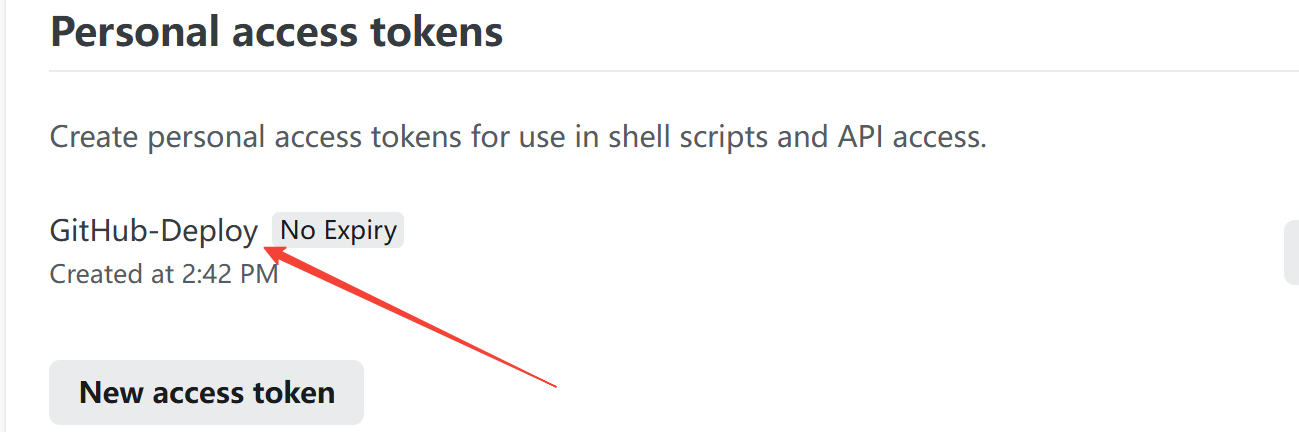 Personal access tokens
Create personal access tokens for use in shell scripts and API access.
GitHub-Deploy No Expiry
Created at 2:42 PM
New access token